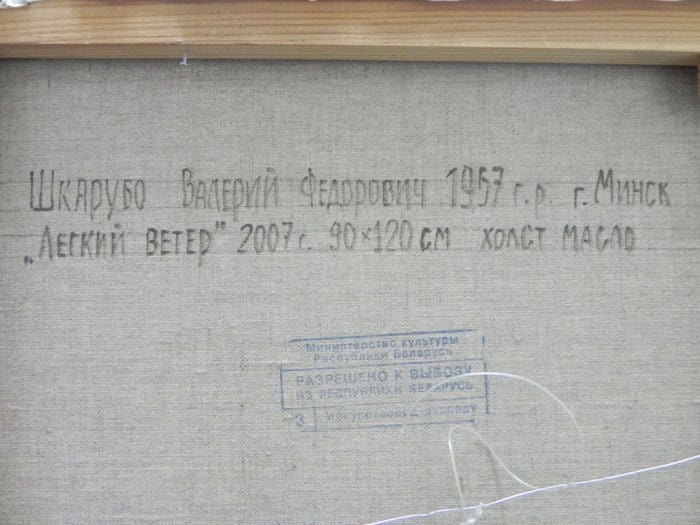 Шкарубо Валерий Федорович 1957 г.р. г. Минск
„Легкий ветер” 2007 г. 90×120 см холст масло
Министерство культуры
Республики Беларусь
РАЗРЕШЕНО К ВЫВОЗУ
ИЗ РЕСПУБЛИКИ БЕЛАРУСЬ
3